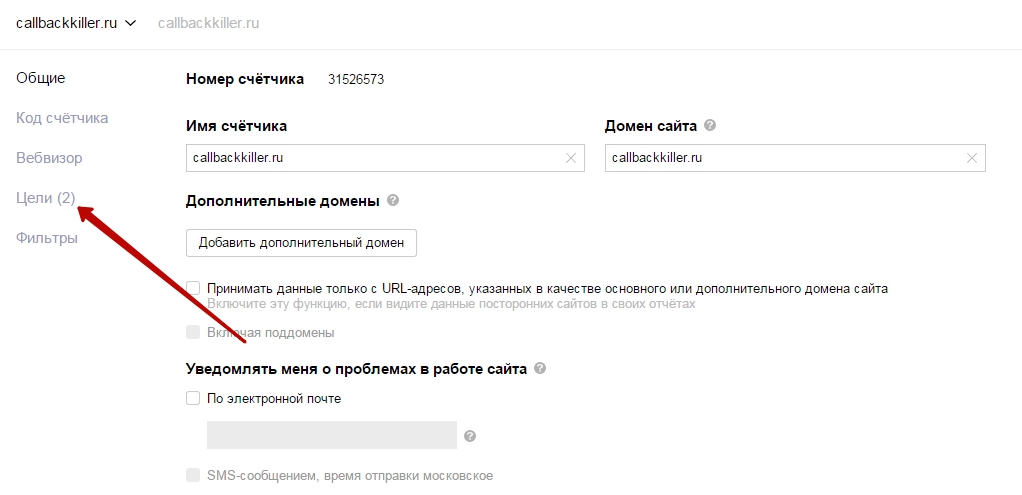 callbackkiller.ru callbackkiller.ru
Общие
Номер счётчика 31526573
Код счётчика
Имя счётчика Домен сайта ?
callbackkiller.ru callbackkiller.ru
Вебвизор
Цели (2)
Дополнительные домены ?
Фильтры
Добавить дополнительный домен
Принимать данные только с URL-адресов, указанных в качестве основного или дополнительного домена сайта
Включите эту функцию, если видите данные посторонних сайтов в своих отчётах
Включая поддомены
Уведомлять меня о проблемах в работе сайта ?
По электронной почте
?
SMS-сообщением, время отправки московское